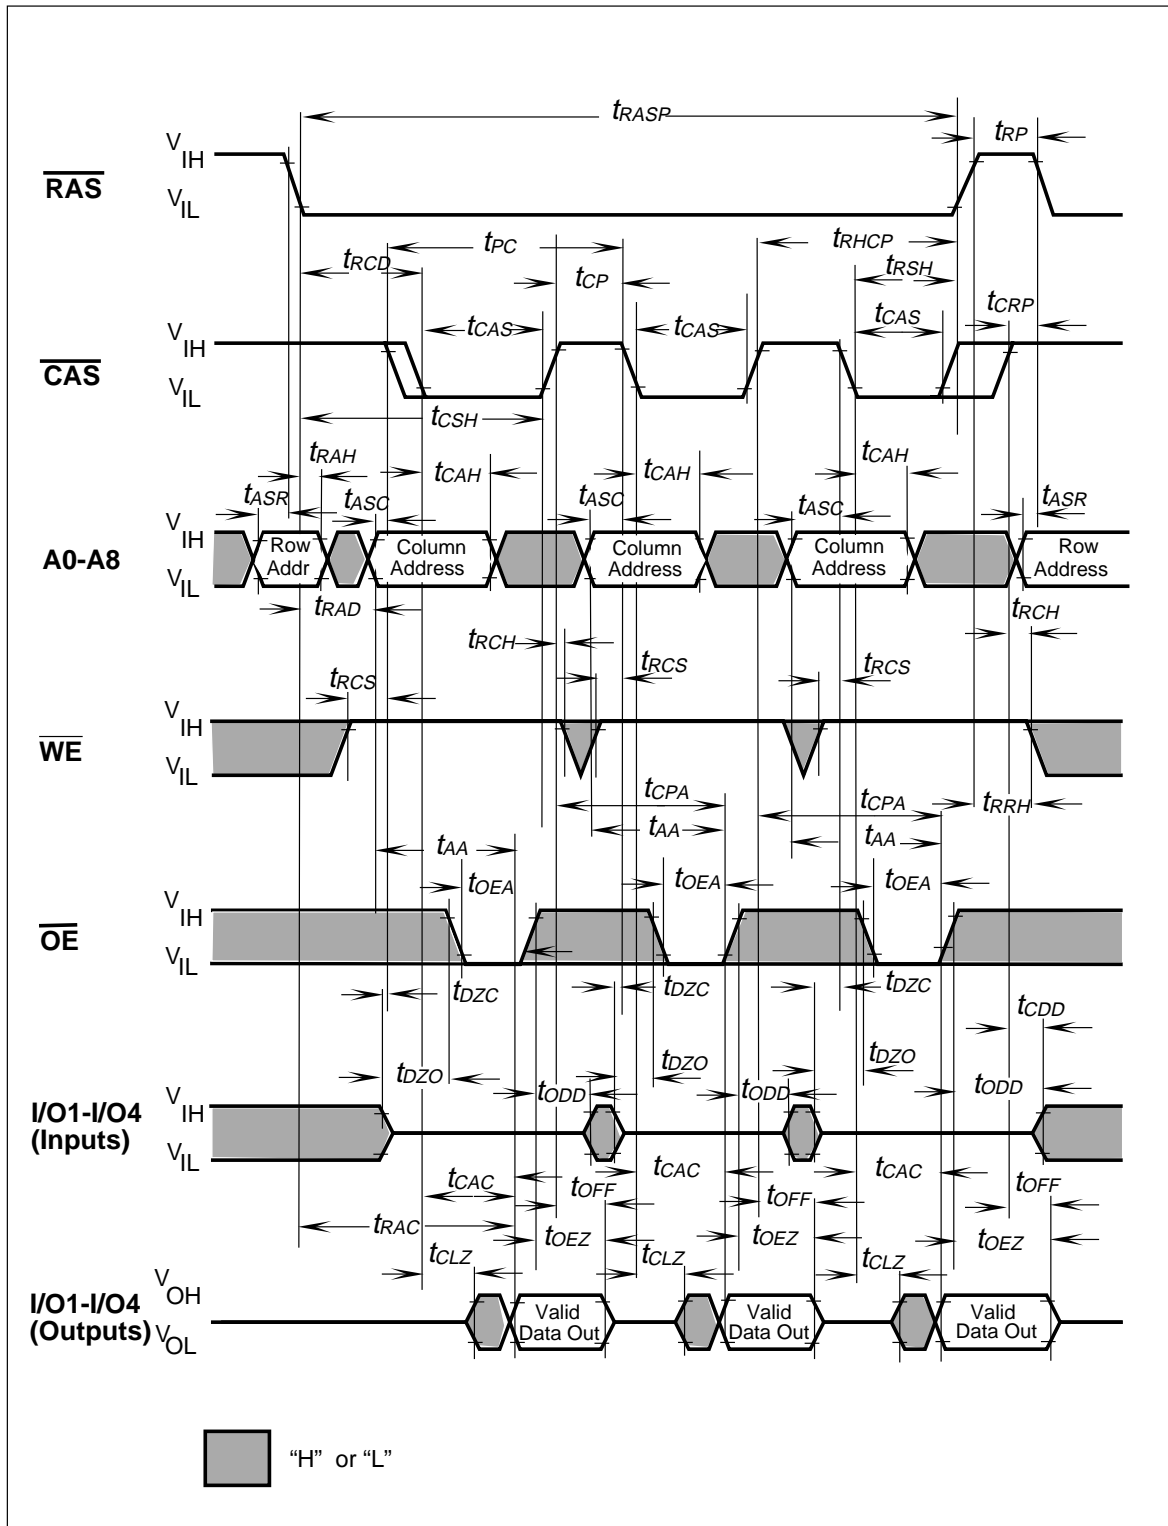 tRASP
tRP
VIH
RAS
VIL
tPC
tRHCP
tRCD
tRSH
tCP
tCRP
tCAS
tCAS
tCAS
VIH
CAS
VIL
tCSH
tRAH
tCAH
tCAH
tCAH
tASR
tASC
tASC
tASC
tASR
VIH
A0-A8
VIL
Row Addr
Column Address
Column Address
Column Address
Row Address
tRAD
tRCH
tRCH
tRCS
tRCS
tRCS
VIH
WE
VIL
tCPA
tCPA
tRRH
tAA
tAA
tAA
tOEA
tOEA
tOEA
VIH
OE
VIL
tDZC
tDZC
tDZC
tCDD
tDZO
tDZO
tDZO
tODD
tODD
tODD
VIH
I/O1-I/O4
(Inputs)
VIL
tCAC
tCAC
tCAC
tOFF
tOFF
tOFF
tRAC
tOEZ
tOEZ
tOEZ
tCLZ
tCLZ
tCLZ
VOH
I/O1-I/O4
(Outputs)
VOL
Valid Data Out
Valid Data Out
Valid Data Out
“H” or “L”